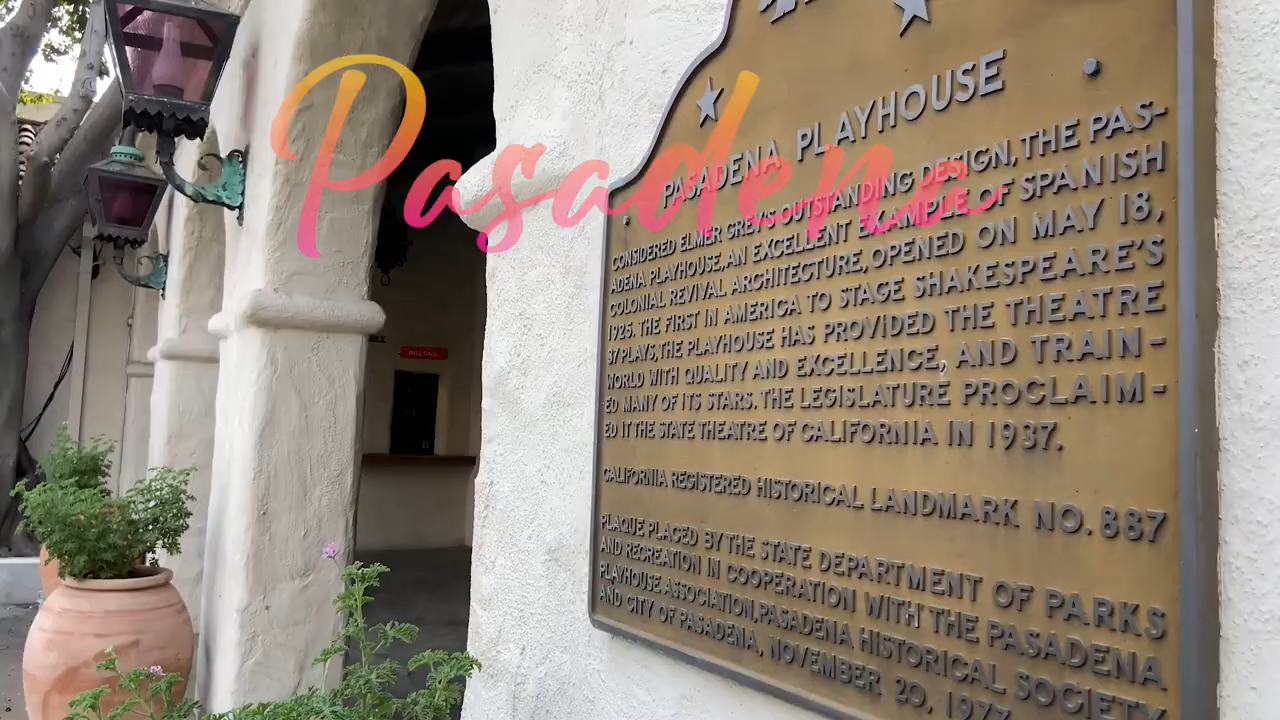 Pasadena
PASADENA PLAYHOUSE
CONSIDERED ELMER GREY'S OUTSTANDING DESIGN, THE PAS-
ADENA PLAYHOUSE, AN EXCELLENT EXAMPLE OF SPANISH
COLONIAL REVIVAL ARCHITECTURE, OPENED ON MAY 18,
1925. THE FIRST IN AMERICA TO STAGE SHAKESPEARE'S
37 PLAYS, THE PLAYHOUSE HAS PROVIDED THE THEATRE
WORLD WITH QUALITY AND EXCELLENCE, AND TRAIN-
ED MANY OF ITS STARS. THE LEGISLATURE PROCLAIM-
ED IT THE STATE THEATRE OF CALIFORNIA IN 1937.
CALIFORNIA REGISTERED HISTORICAL LANDMARK NO. 887
PLAQUE PLACED BY THE STATE DEPARTMENT OF PARKS
AND RECREATION IN COOPERATION WITH THE PASADENA
PLAYHOUSE ASSOCIATION, PASADENA HISTORICAL SOCIETY
AND CITY OF PASADENA, NOVEMBER 20, 1977
WILL CALL